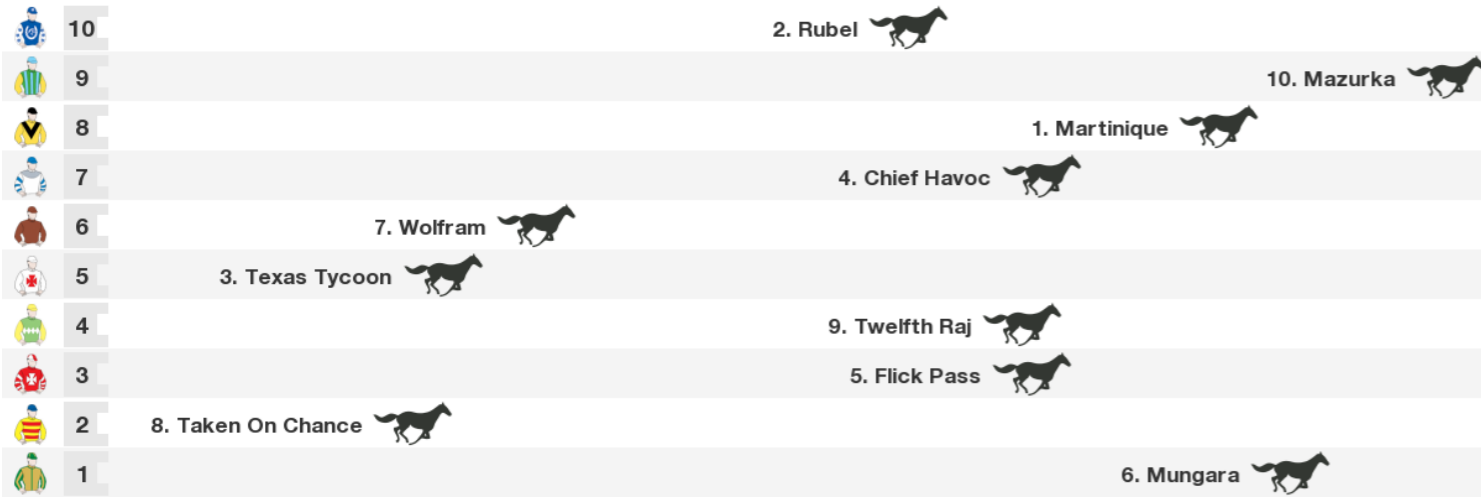 10 2. Rubel
9 10. Mazurka
8 1. Martinique
7 4. Chief Havoc
6 7. Wolfram
5 3. Texas Tycoon
4 9. Twelfth Raj
3 5. Flick Pass
2 8. Taken On Chance
1 6. Mungara